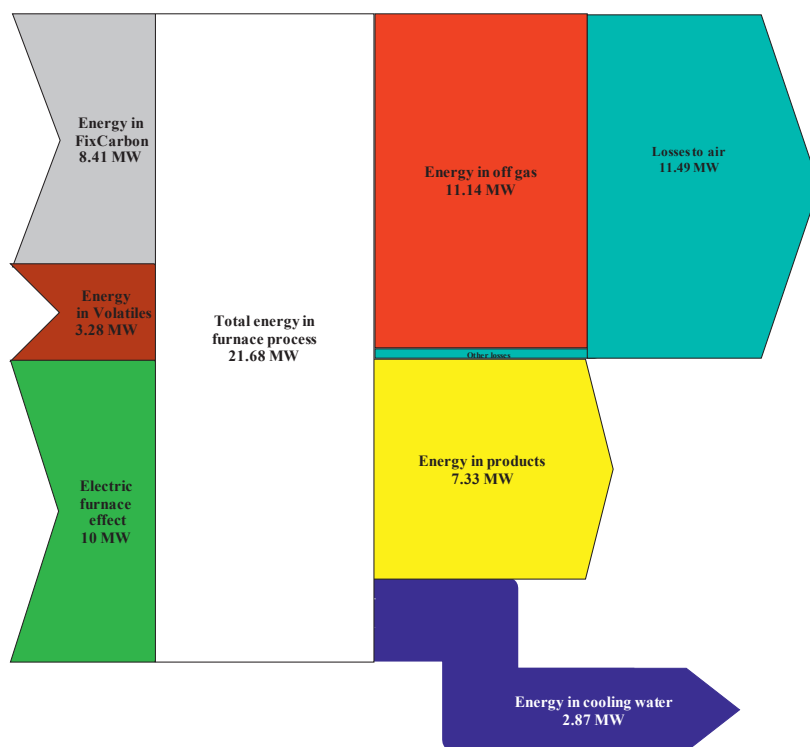 Energy in
FixCarbon
8.41 MW
Energy
in Volatiles
3.28 MW
Electric
furnace
effect
10 MW
Total energy in
furnace process
21.68 MW
Energy in off gas
11.14 MW
Other losses
Losses to air
11.49 MW
Energy in products
7.33 MW
Energy in cooling water
2.87 MW